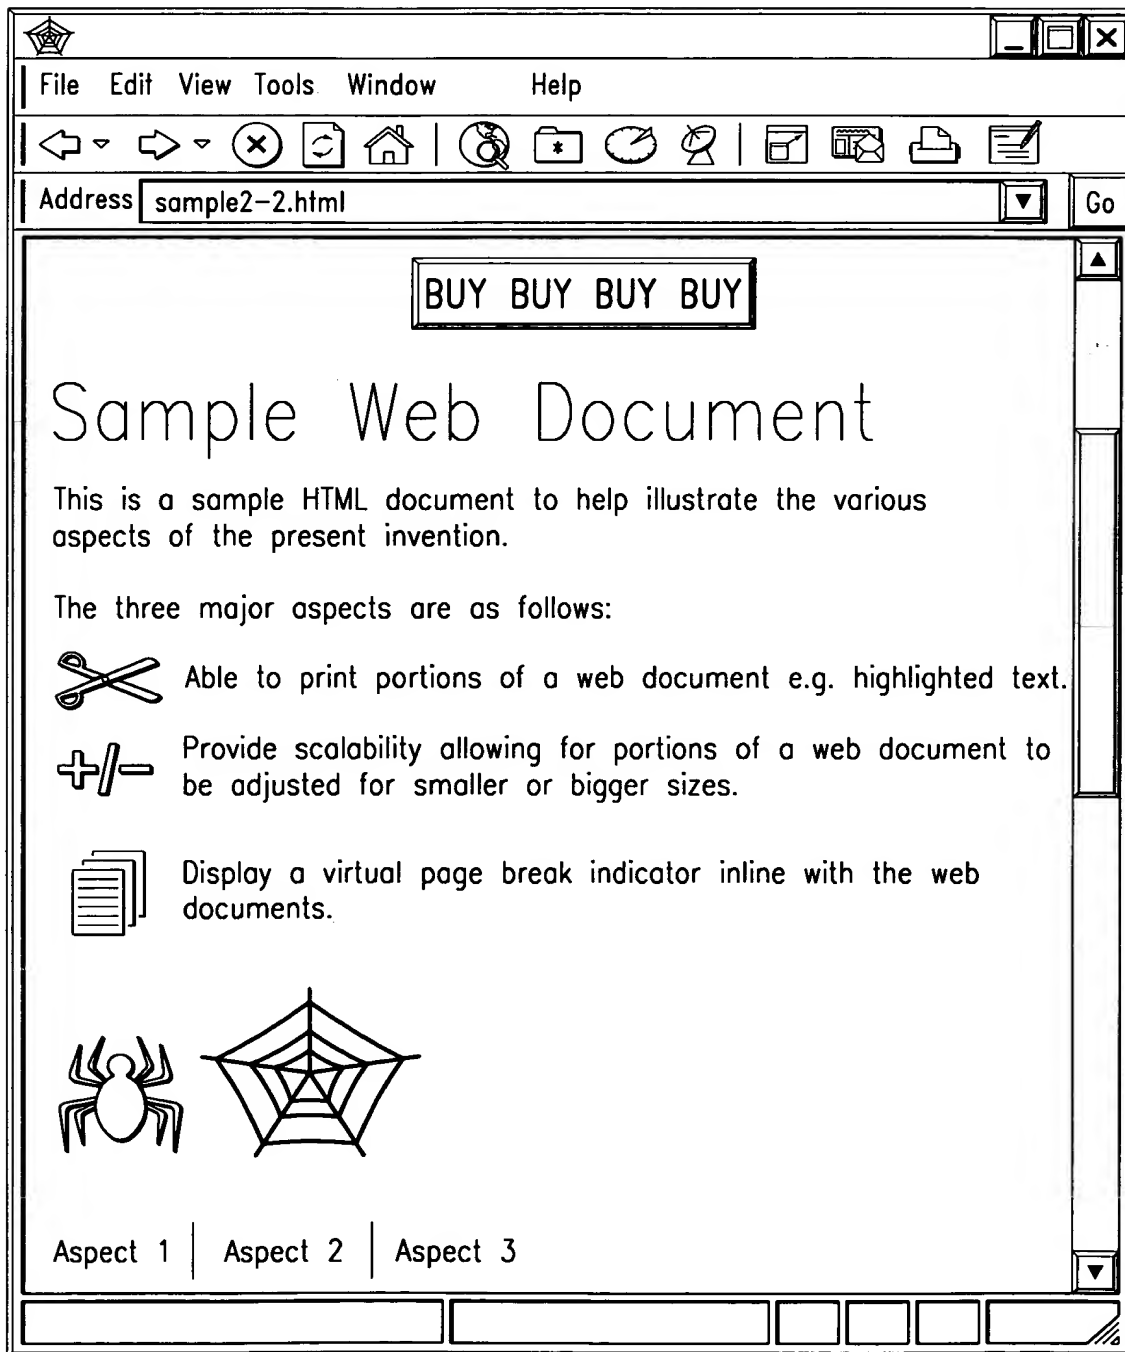 File Edit View Tools Window Help
Address sample2-2.html Go
BUY BUY BUY BUY
Sample Web Document
This is a sample HTML document to help illustrate the various
aspects of the present invention.
The three major aspects are as follows:
Able to print portions of a web document e.g. highlighted text.
Provide scalability allowing for portions of a web document to
be adjusted for smaller or bigger sizes.
Display a virtual page break indicator inline with the web
documents.
Aspect 1 | Aspect 2 | Aspect 3